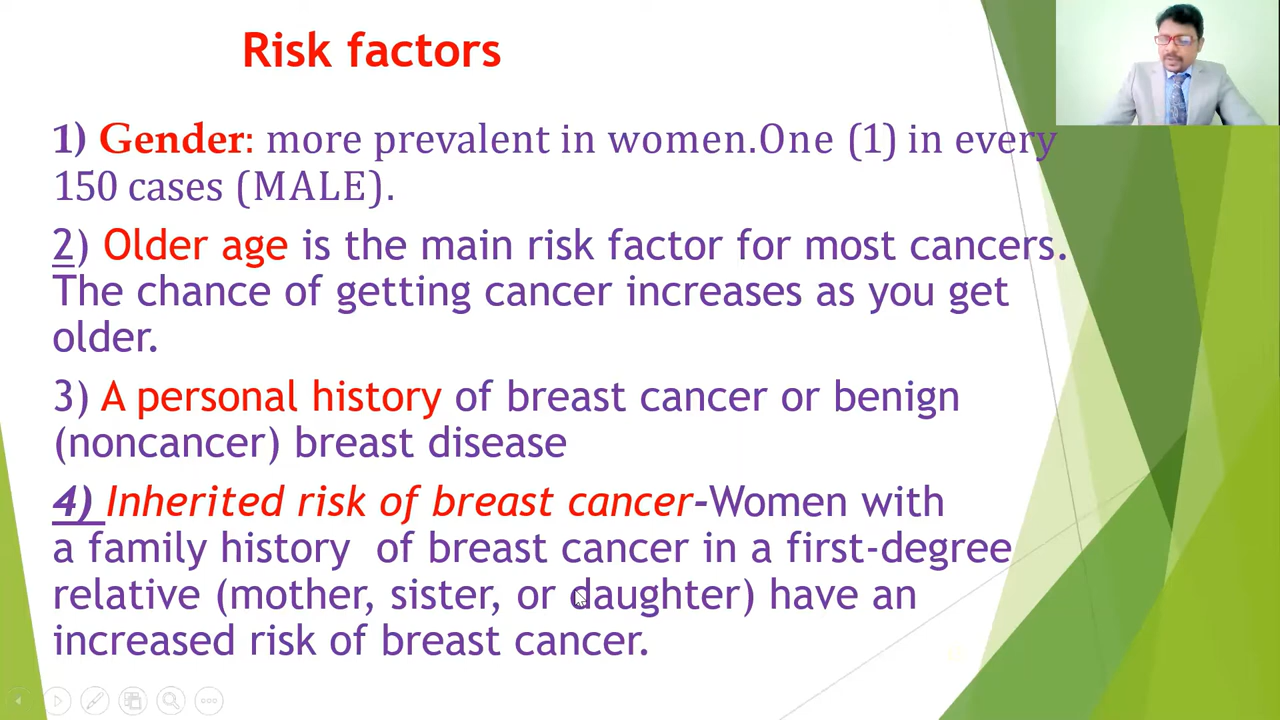 Risk factors
1) Gender: more prevalent in women.One (1) in every
150 cases (MALE).
2) Older age is the main risk factor for most cancers.
The chance of getting cancer increases as you get
older.
3) A personal history of breast cancer or benign
(noncancer) breast disease
4) Inherited risk of breast cancer-Women with
a family history of breast cancer in a first-degree
relative (mother, sister, or daughter) have an
increased risk of breast cancer.